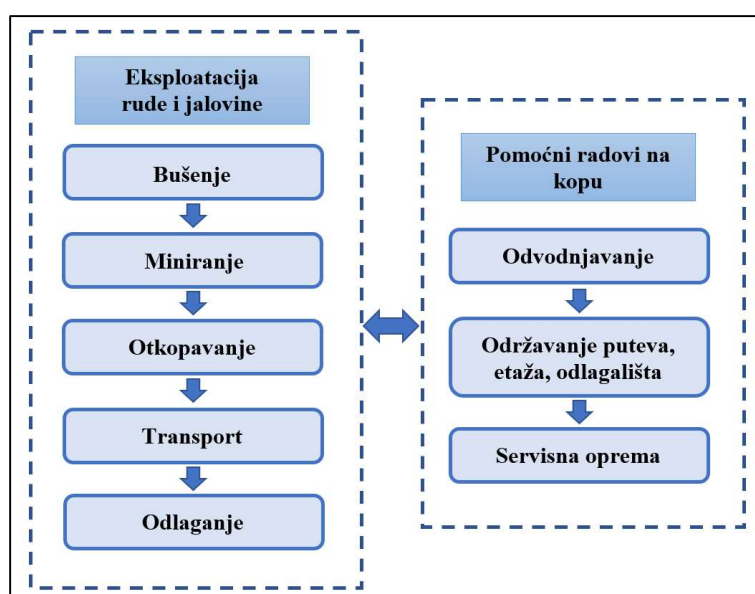 Eksploatacija
rude i jalovine
Bušenje
Miniranje
Otkopavanje
Transport
Odlaganje
Pomoćni radovi na
kopu
Odvodnjavanje
Održavanje puteva,
etaža, odlagališta
Servisna oprema